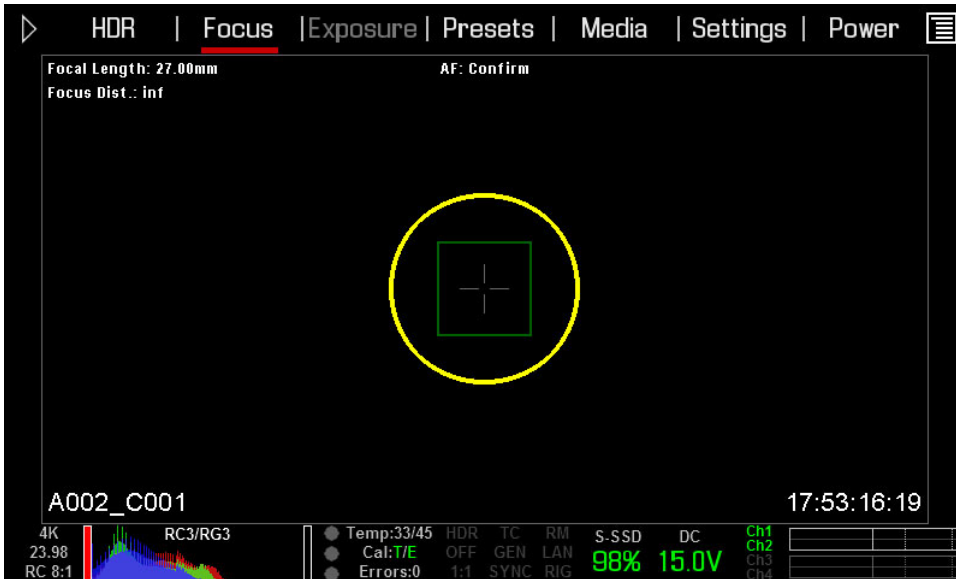 HDR | Focus | Exposure | Presets | Media | Settings | Power
Focal Length: 27.00mm
AF: Confirm
Focus Dist.: inf
A002_C001
17:53:16:19
4K
23.98
RC 8:1
RC3/RG3
Temp:33/45
Cal:T/E
Errors:0
HDR TC RM
OFF GEN LAN
1:1 SYNC RIG
S-SSD
98%
DC
15.0V
Ch1
Ch2
Ch3
Ch4